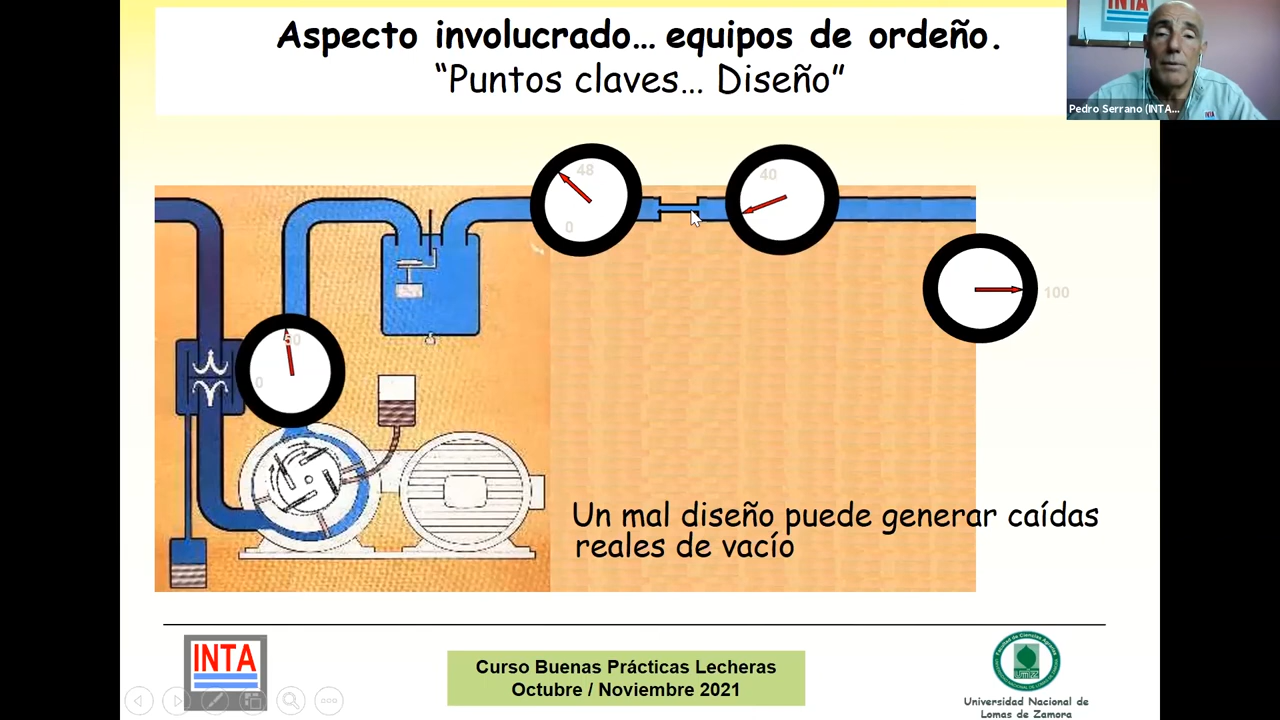 Aspecto involucrado... equipos de ordeño.
“Puntos claves... Diseño”
INTA
Pedro Serrano (INTA...
INTA
48
0
40
100
0
Un mal diseño puede generar caídas
reales de vacío
INTA
Curso Buenas Prácticas Lecheras
Octubre / Noviembre 2021
Universidad Nacional de
Lomas de Zamora